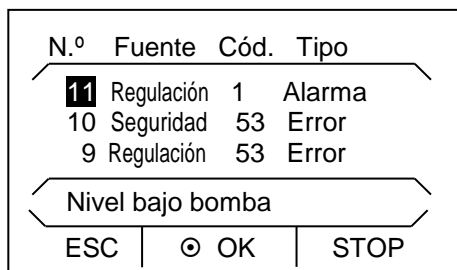 N.º Fuente Cód. Tipo
11 Regulación 1 Alarma
10 Seguridad 53 Error
9 Regulación 53 Error
Nivel bajo bomba
ESC ⊙ OK STOP